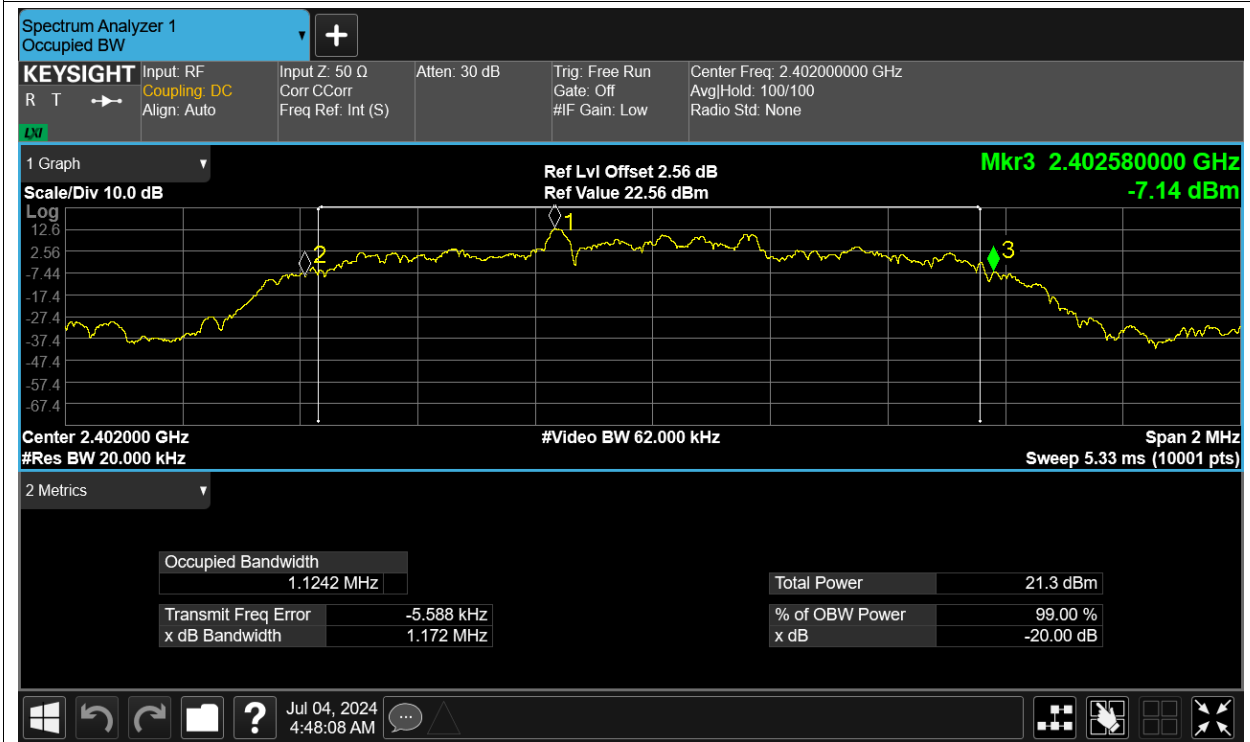 Spectrum Analyzer 1
Occupied BW
KEYSIGHT
R T
LXI
Input: RF
Coupling: DC
Align: Auto
Input Z: 50 Ω
Corr CCorr
Freq Ref: Int (S)
Atten: 30 dB
Trig: Free Run
Gate: Off
#IF Gain: Low
Center Freq: 2.402000000 GHz
Avg|Hold: 100/100
Radio Std: None
1 Graph
Scale/Div 10.0 dB
Ref Lvl Offset 2.56 dB
Ref Value 22.56 dBm
Mkr3 2.402580000 GHz
-7.14 dBm
Log
12.6
2.56
-7.44
-17.4
-27.4
-37.4
-47.4
-57.4
-67.4
1
2
3
Center 2.402000 GHz
#Res BW 20.000 kHz
#Video BW 62.000 kHz
Span 2 MHz
Sweep 5.33 ms (10001 pts)
2 Metrics
Occupied Bandwidth
1.1242 MHz
Transmit Freq Error -5.588 kHz
x dB Bandwidth 1.172 MHz
Total Power 21.3 dBm
% of OBW Power 99.00 %
x dB -20.00 dB
?
Jul 04, 2024
4:48:08 AM